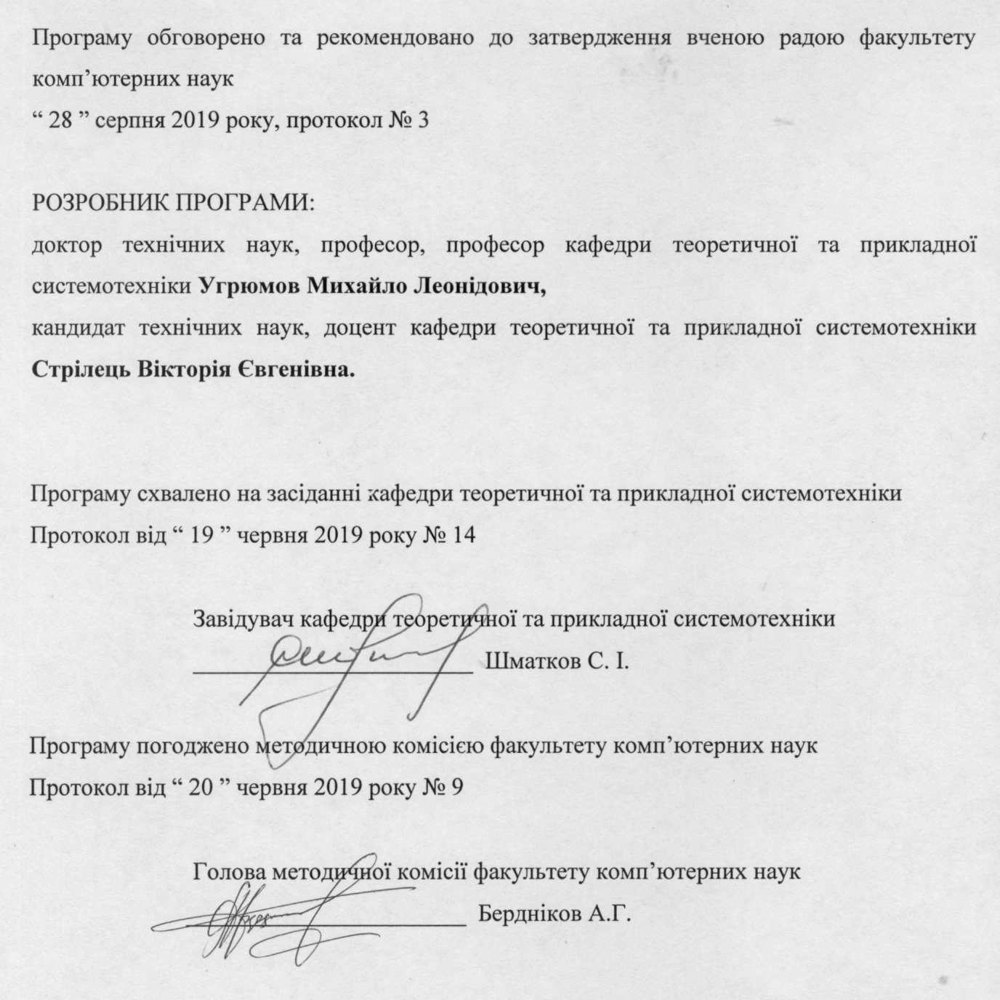 Програму обговорено та рекомендовано до затвердження вченою радою факультету
комп’ютерних наук
“ 28 ” серпня 2019 року, протокол № 3
РОЗРОБНИК ПРОГРАМИ:
доктор технічних наук, професор, професор кафедри теоретичної та прикладної
системотехніки Угрюмов Михайло Леонідович,
кандидат технічних наук, доцент кафедри теоретичної та прикладної системотехніки
Стрілець Вікторія Євгенівна.
Програму схвалено на засіданні кафедри теоретичної та прикладної системотехніки
Протокол від “ 19 ” червня 2019 року № 14
Завідувач кафедри теоретичної та прикладної системотехніки
Шматков С. І.
Програму погоджено методичною комісією факультету комп’ютерних наук
Протокол від “ 20 ” червня 2019 року № 9
Голова методичної комісії факультету комп’ютерних наук
Бердніков А.Г.